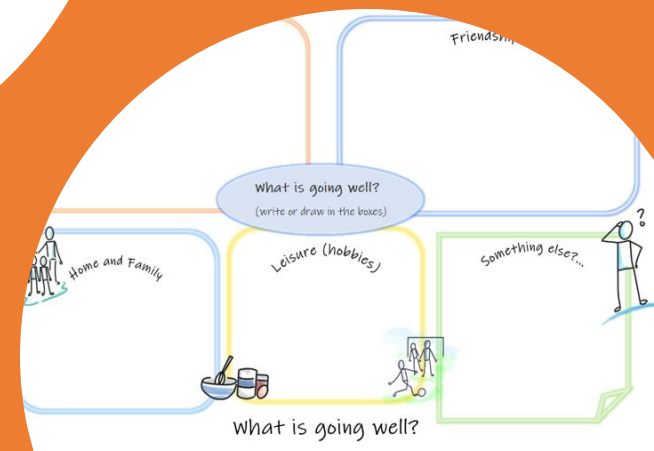 What is going well?
(write or draw in the boxes)
Home and Family
Leisure (hobbies)
Something else?...
?
What is going well?